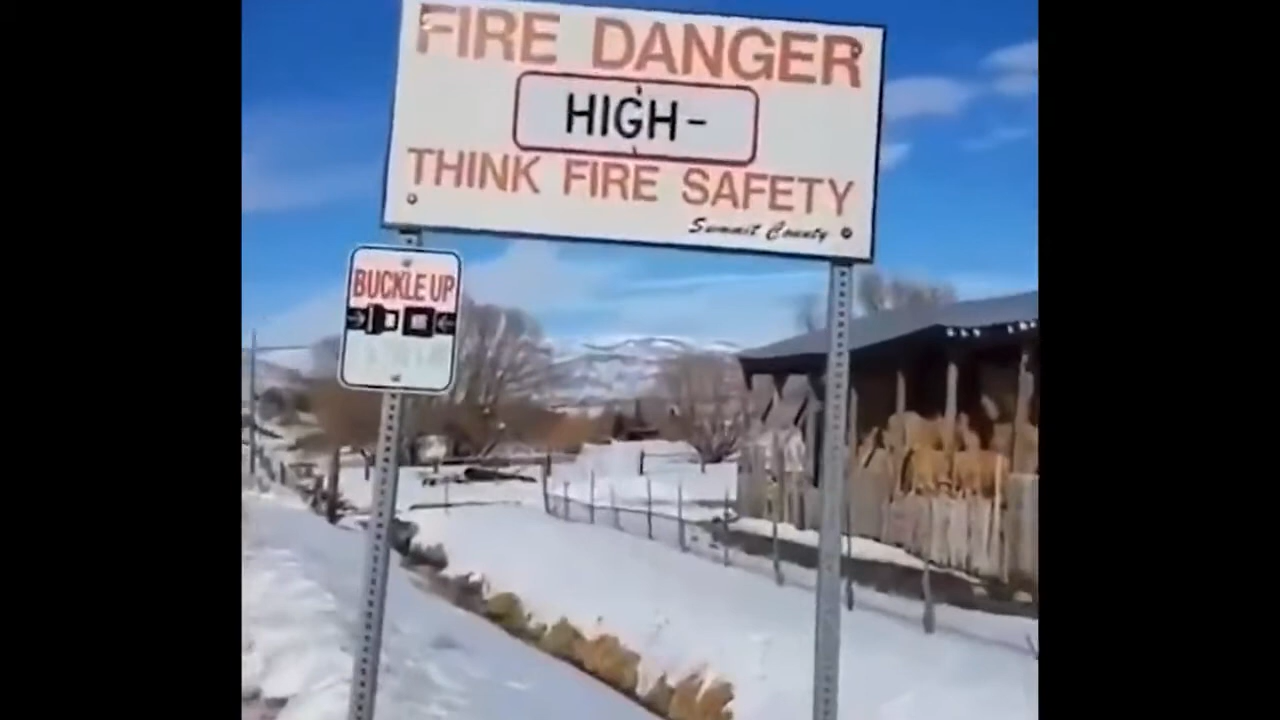 FIRE DANGER
HIGH-
THINK FIRE SAFETY
Summit County
BUCKLE UP